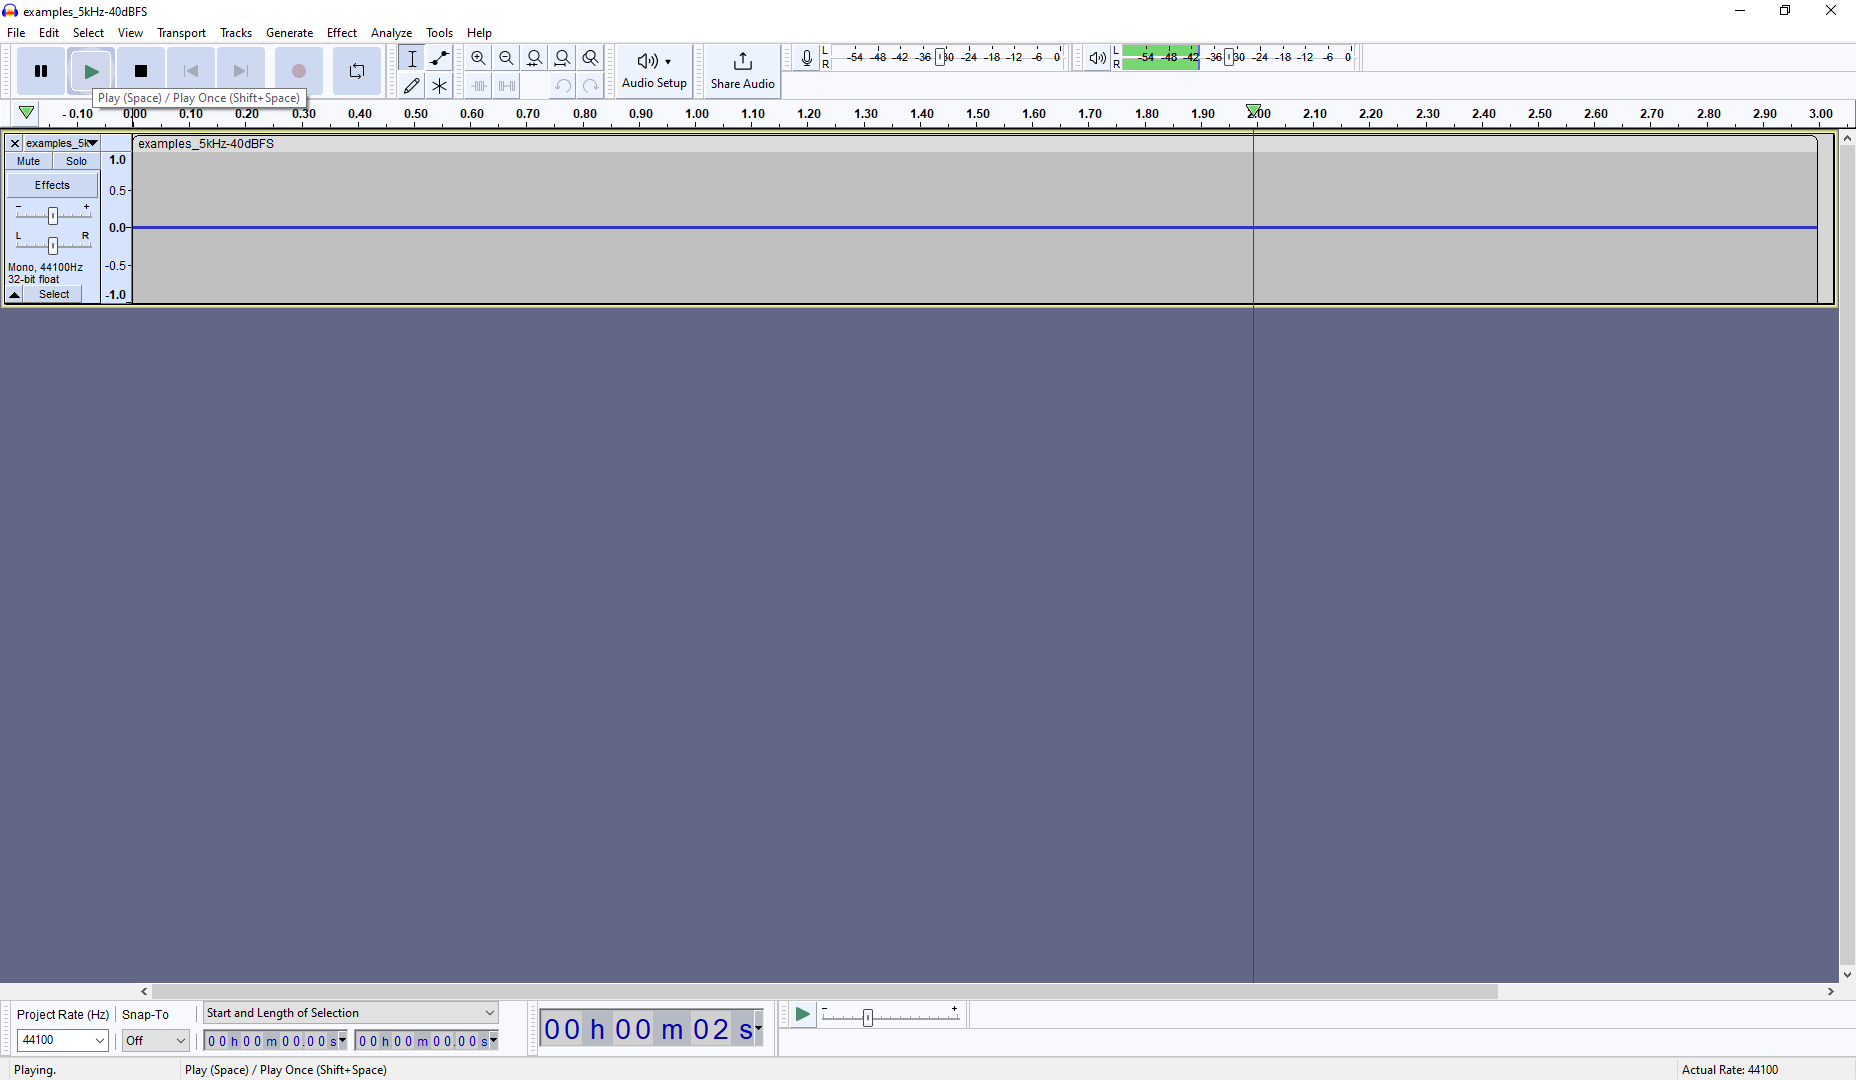 examples_5kHz-40dBFS
File Edit Select View Transport Tracks Generate Effect Analyze Tools Help
Audio Setup
Share Audio
L
R
-54 -48 -42 -36 -30 -24 -18 -12 -6 0
L
R
-54 -48 -42 -36 -30 -24 -18 -12 -6 0
Play (Space) / Play Once (Shift+Space)
- 0.10 0.00 0.10 0.20 0.30 0.40 0.50 0.60 0.70 0.80 0.90 1.00 1.10 1.20 1.30 1.40 1.50 1.60 1.70 1.80 1.90 2.00 2.10 2.20 2.30 2.40 2.50 2.60 2.70 2.80 2.90 3.00
examples_5k
examples_5kHz-40dBFS
Mute Solo
Effects
- +
L R
Mono, 44100Hz
32-bit float
Select
1.0
0.5-
0.0-
-0.5-
-1.0
Project Rate (Hz)
44100
Snap-To
Off
Start and Length of Selection
00 h 00 m 00.00 s
00 h 00 m 00.00 s
00 h 00 m 02 s
- +
Playing.
Play (Space) / Play Once (Shift+Space)
Actual Rate: 44100